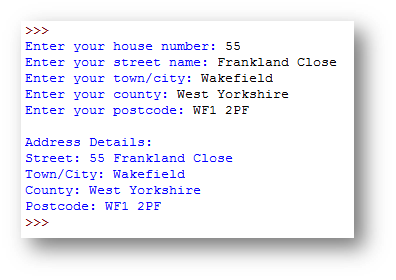 >>>
Enter your house number: 55
Enter your street name: Frankland Close
Enter your town/city: Wakefield
Enter your county: West Yorkshire
Enter your postcode: WF1 2PF

Address Details:
Street: 55 Frankland Close
Town/City: Wakefield
County: West Yorkshire
Postcode: WF1 2PF
>>>